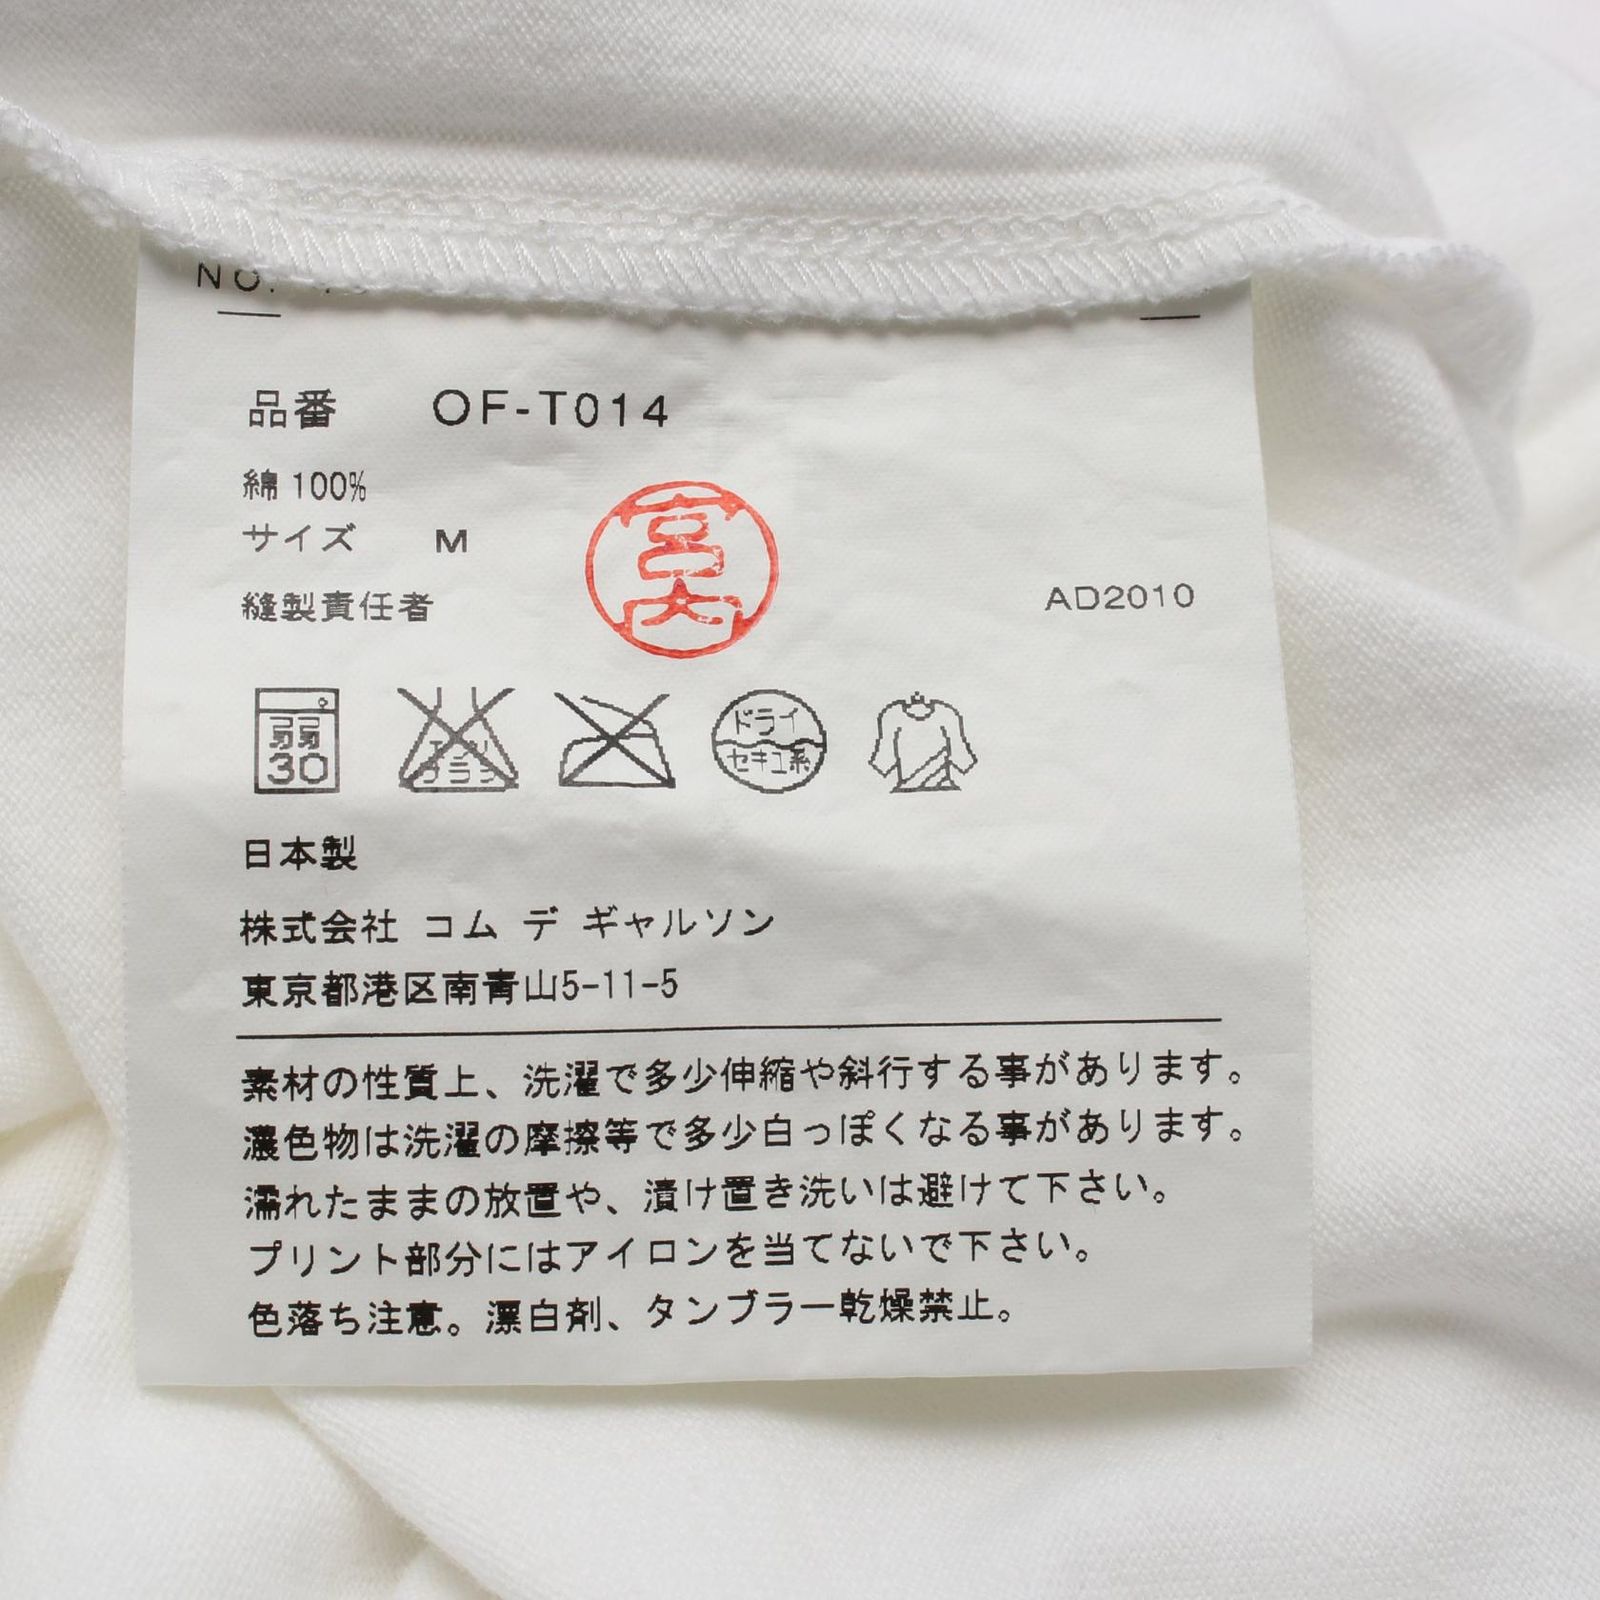 NO.
品番 OF-T014
綿 100%
サイズ M
縫製責任者
AD2010
弱
30
エンソ
ドライ
セキユ系
日本製
株式会社 コム デ ギャルソン
東京都港区南青山5-11-5
素材の性質上、洗濯で多少伸縮や斜行する事があります。
濃色物は洗濯の摩擦等で多少白っぽくなる事があります。
濡れたままの放置や、漬け置き洗いは避けて下さい。
プリント部分にはアイロンを当てないで下さい。
色落ち注意。漂白剤、タンブラー乾燥禁止。